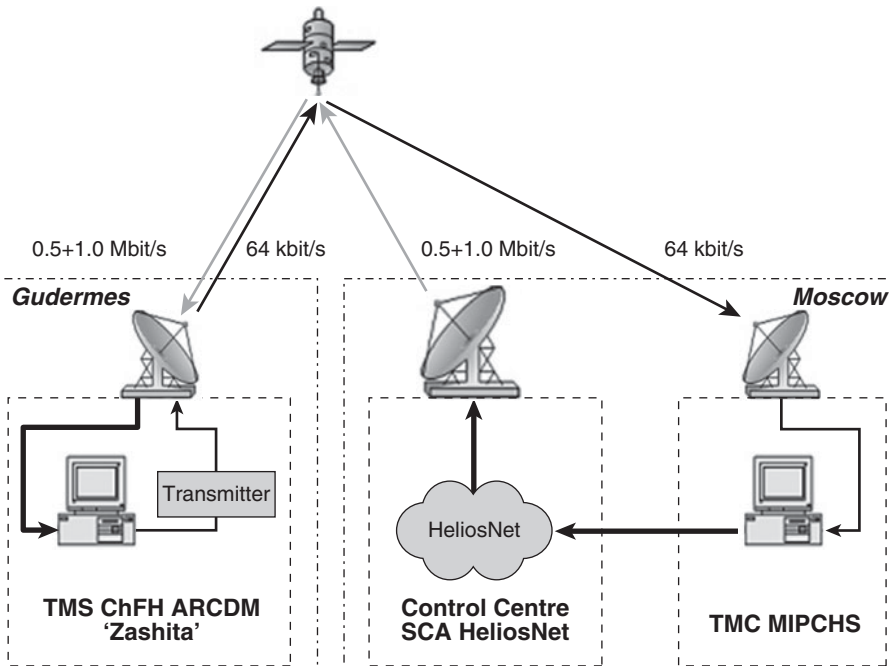 0.5+1.0 Mbit/s
64 kbit/s
0.5+1.0 Mbit/s
64 kbit/s
Gudermes
Moscow
Transmitter
HeliosNet
TMS ChFH ARCDM
'Zashita'
Control Centre
SCA HeliosNet
TMC MIPCHS